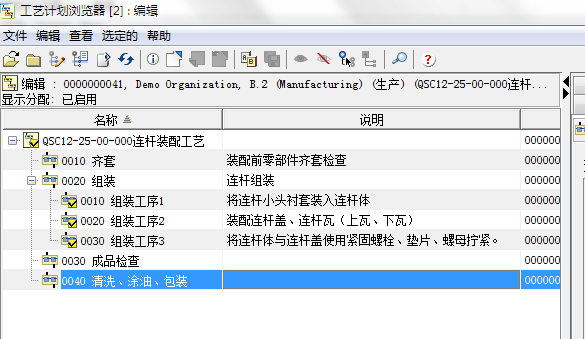 工艺计划浏览器 [2] : 编辑
文件 编辑 查看 选定的 帮助
编辑 : 0000000041, Demo Organization, B.2 (Manufacturing) (生产) (QSC12-25-00-000连杆...
显示分配: 已启用
名称 说明
QSC12-25-00-000连杆装配工艺 000000
0010 齐套 装配前零部件齐套检查 000000
0020 组装 连杆组装 000000
0010 组装工序1 将连杆小头衬套装入连杆体 000000
0020 组装工序2 装配连杆盖、连杆瓦（上瓦、下瓦） 000000
0030 组装工序3 将连杆体与连杆盖使用紧固螺栓、垫片、螺母拧紧。 000000
0030 成品检查 000000
0040 清洗、涂油、包装 000000